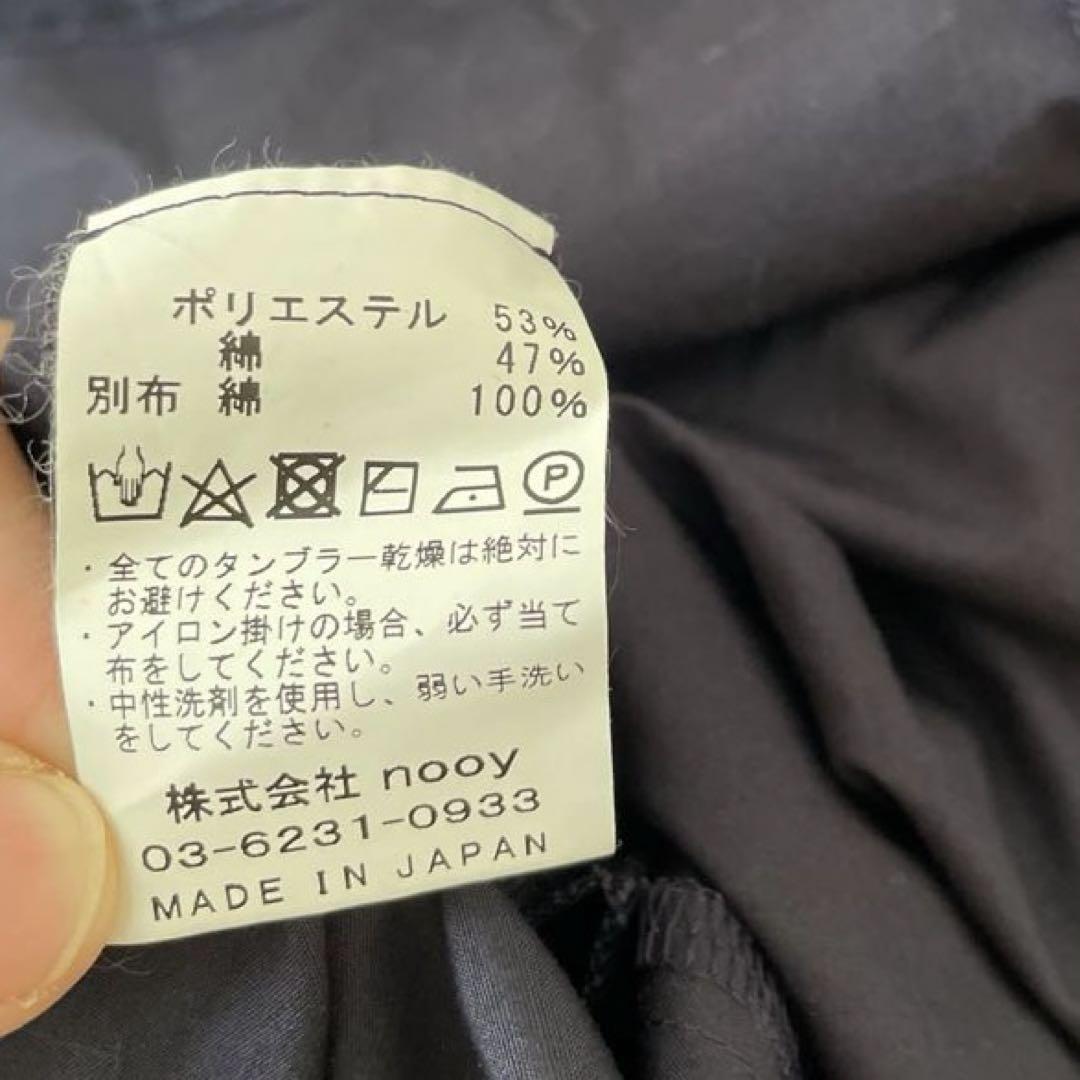 ポリエステル 53%
綿 47%
別布 綿 100%
P
・全てのタンブラー乾燥は絶対に
お避けください。
・アイロン掛けの場合、必ず当て
布をしてください。
・中性洗剤を使用し、弱い手洗い
をしてください。
株式会社 nooy
03-6231-0933
MADE IN JAPAN